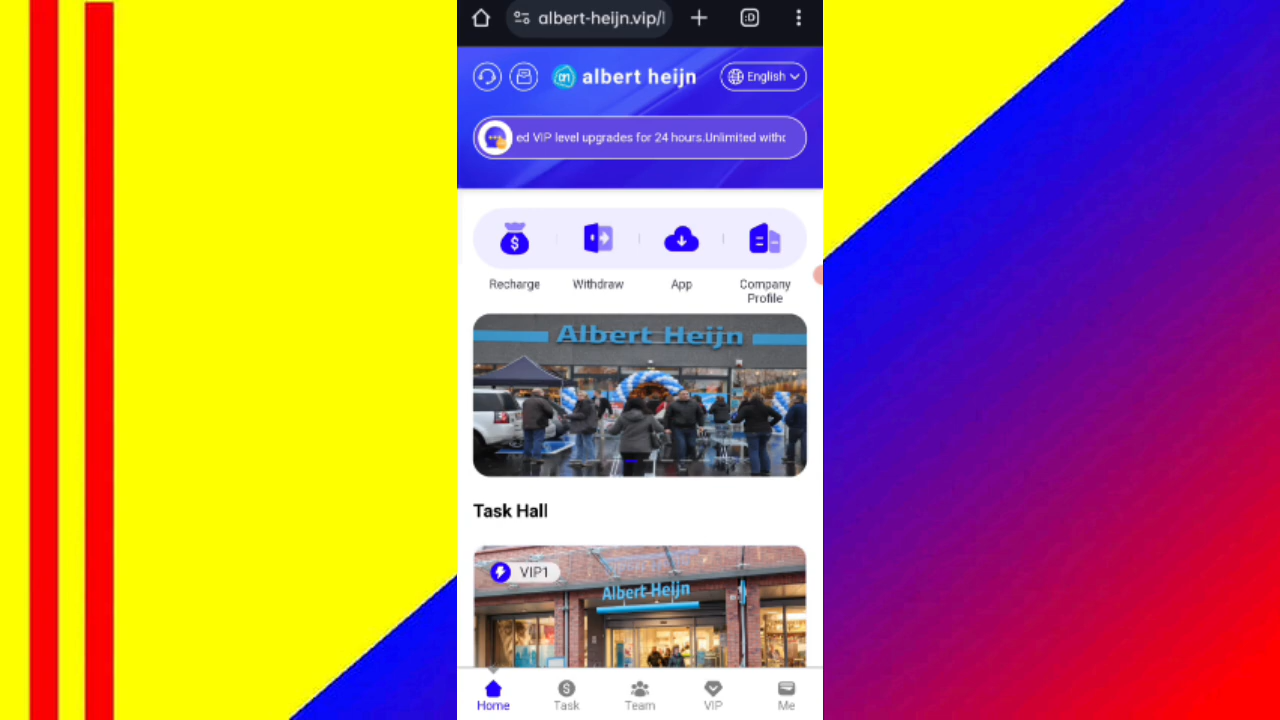 albert-heijn.vip/
:D
an albert heijn
English
ed VIP level upgrades for 24 hours.Unlimited
$
Recharge
Withdraw
App
Company
Profile
Albert Heijn
Task Hall
VIP1
Albert Heijn
$
Home
Task
Team
VIP
Me